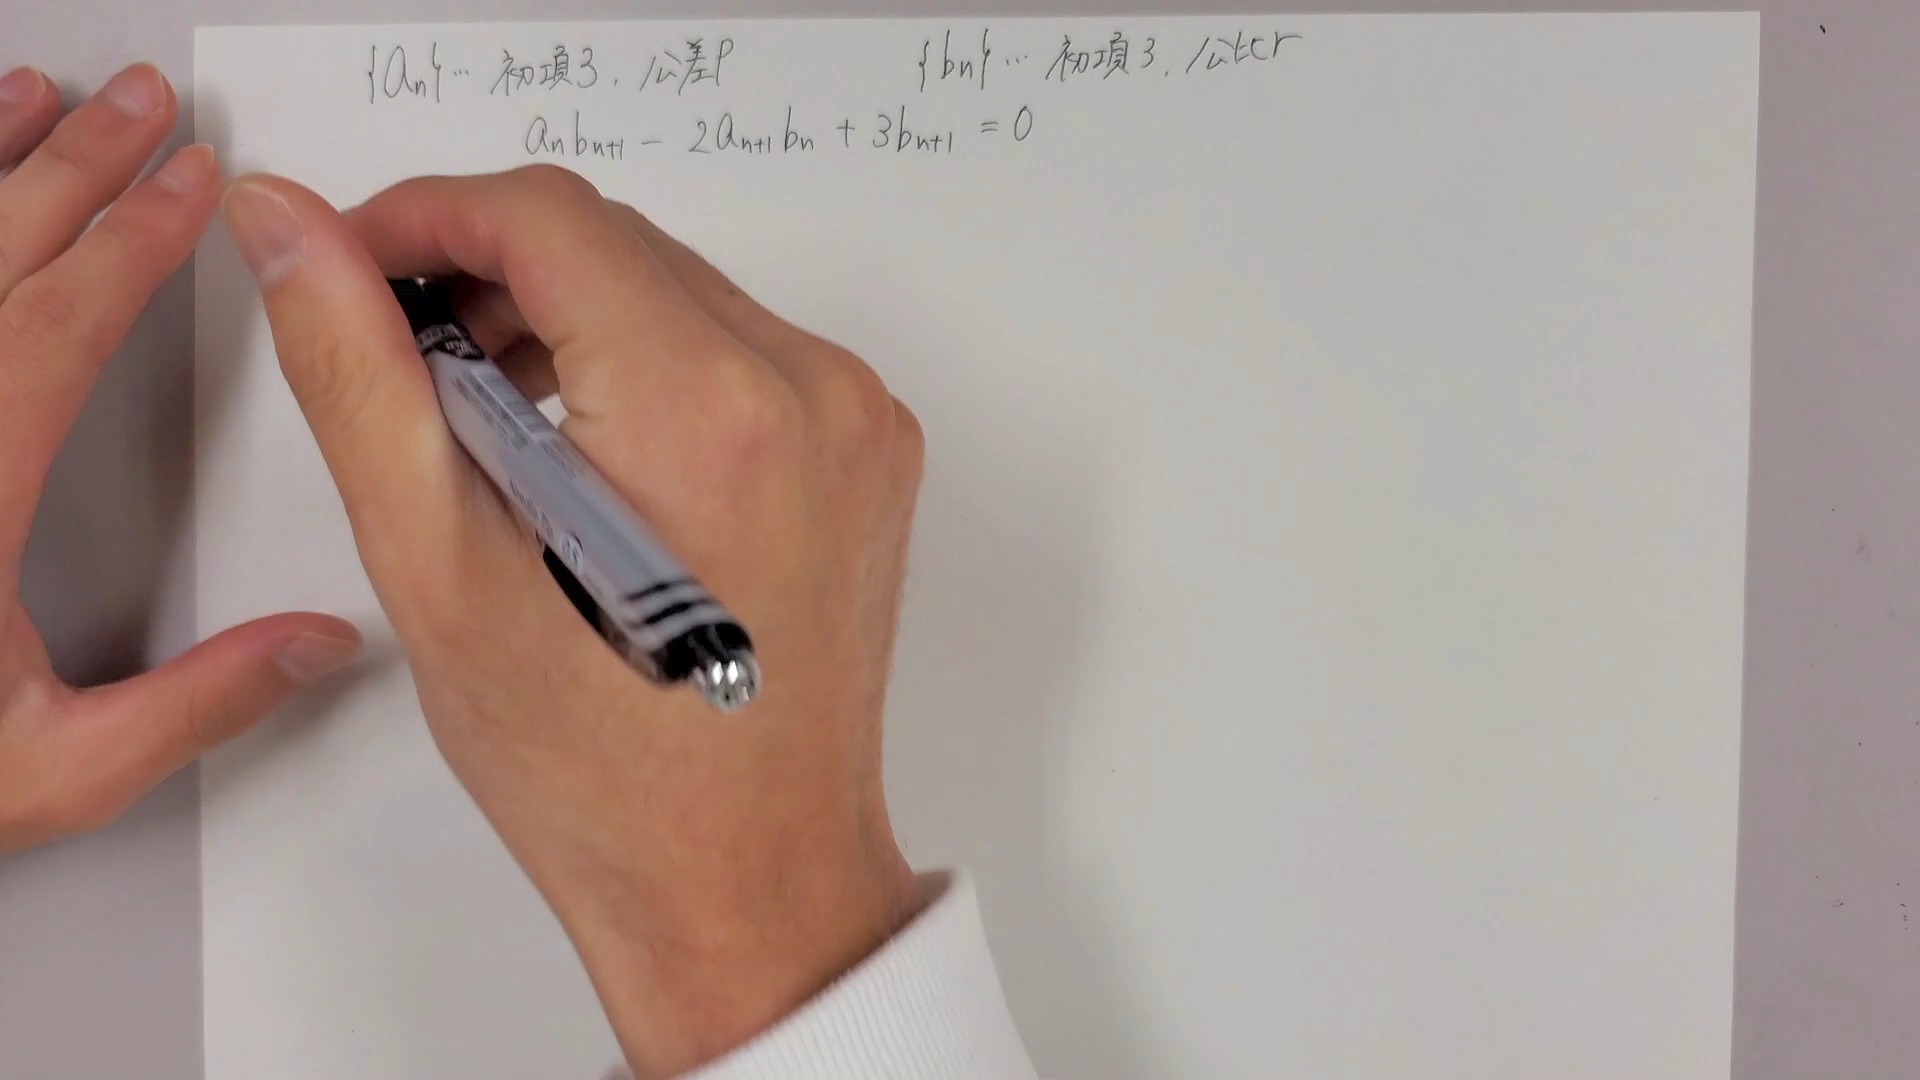 {an}… 初項3, 公差p {bn}… 初項3, 公比r
anbn+1 − 2an+1bn + 3bn+1 = 0